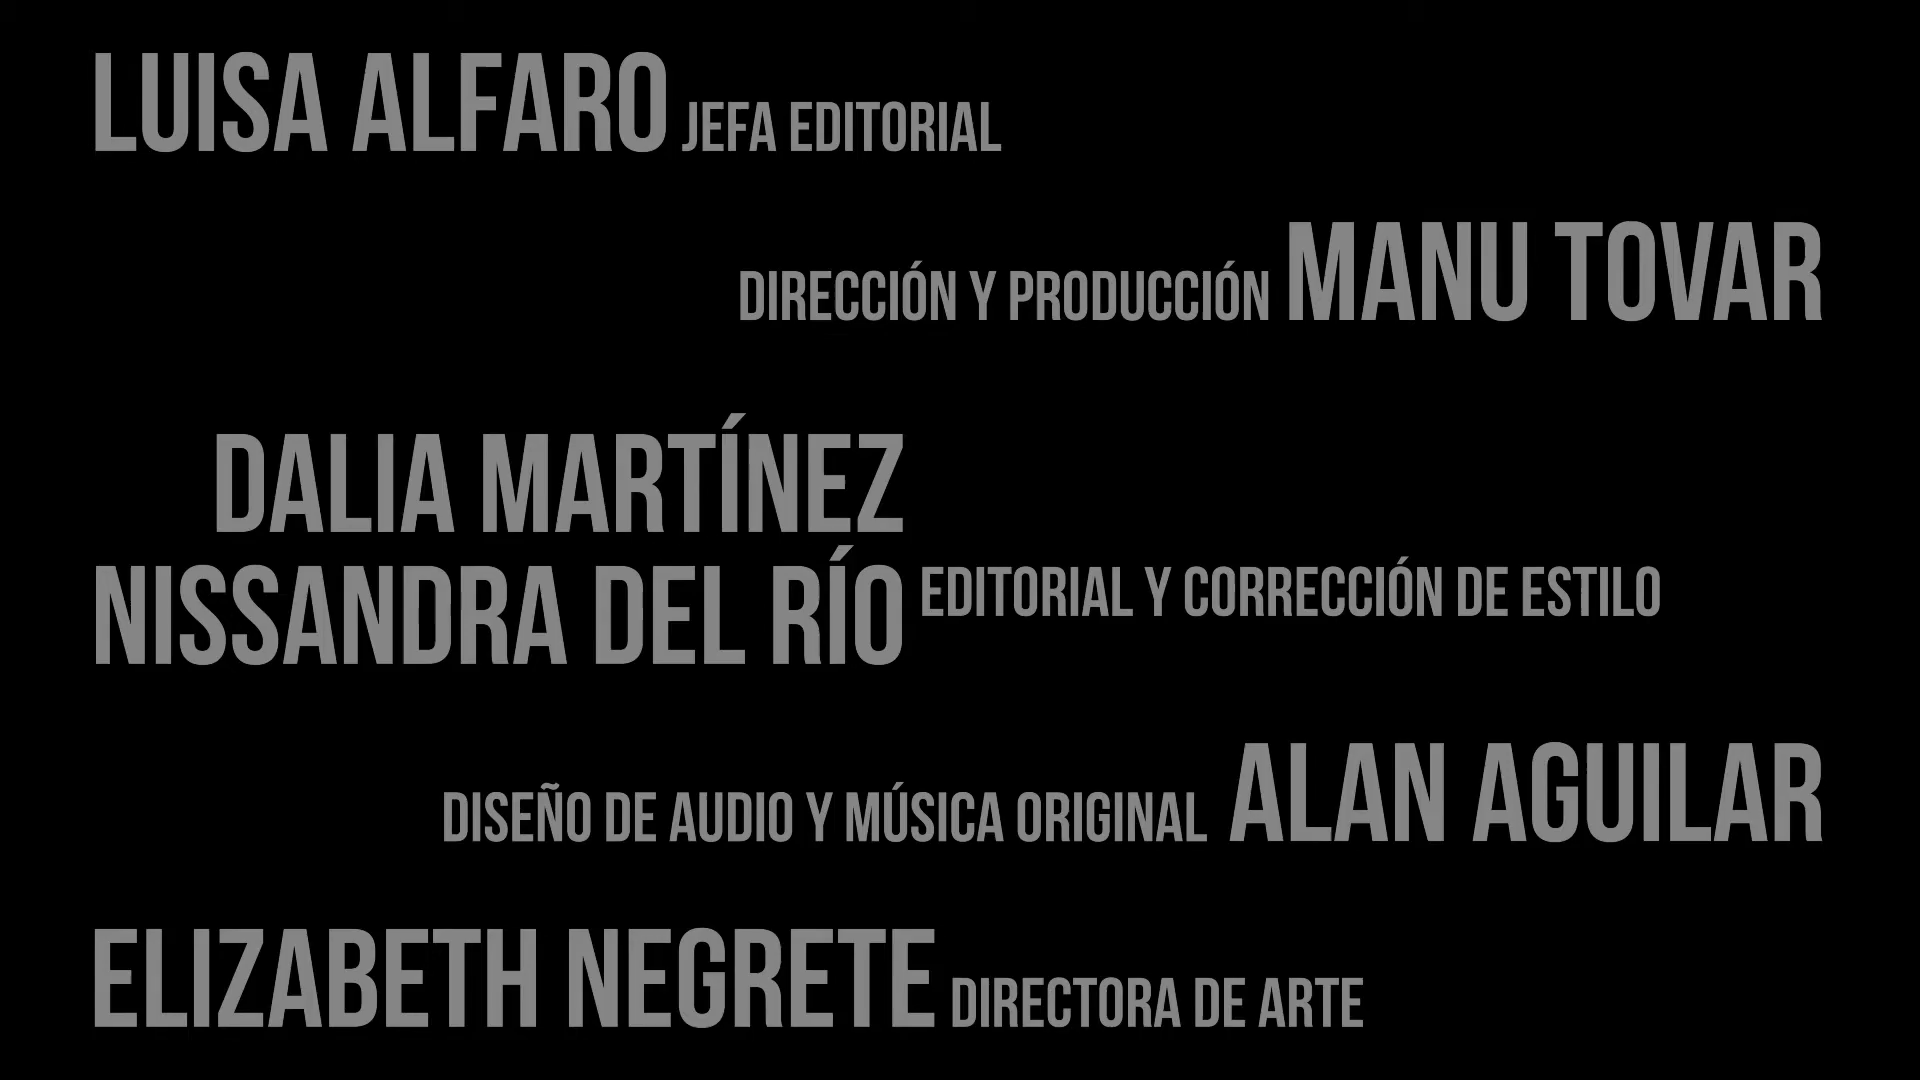 LUISA ALFARO JEFA EDITORIAL
DIRECCIÓN Y PRODUCCIÓN MANU TOVAR
DALIA MARTÍNEZ
NISSANDRA DEL RÍO EDITORIAL Y CORRECCIÓN DE ESTILO
DISEÑO DE AUDIO Y MÚSICA ORIGINAL ALAN AGUILAR
ELIZABETH NEGRETE DIRECTORA DE ARTE